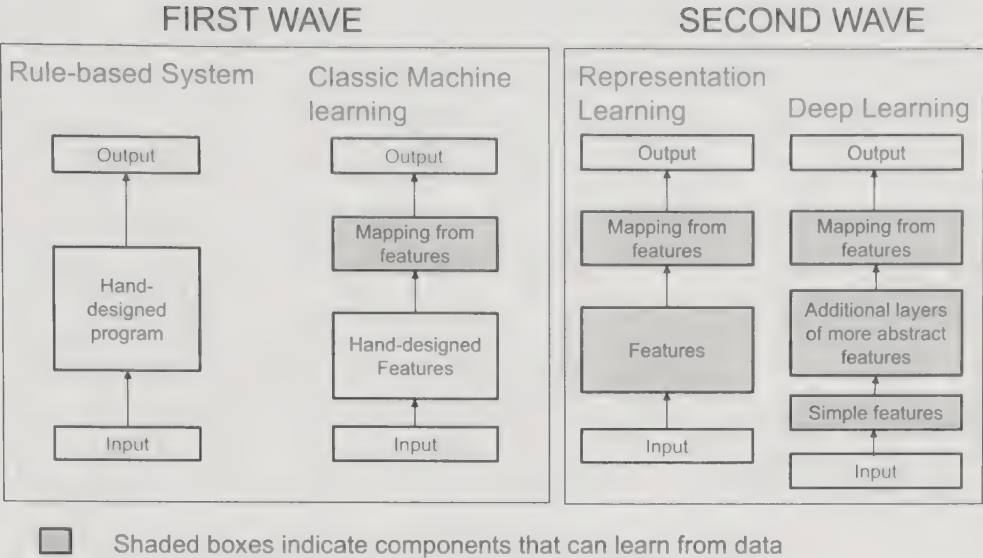 FIRST WAVE
Rule-based System
Output
Hand-
designed
program
Input
Classic Machine
learning
Output
Mapping from
features
Hand-designed
Features
Input
SECOND WAVE
Representation
Learning
Output
Mapping from
features
Features
Input
Deep Learning
Output
Mapping from
features
Additional layers
of more abstract
features
Simple features
Input
Shaded boxes indicate components that can learn from data